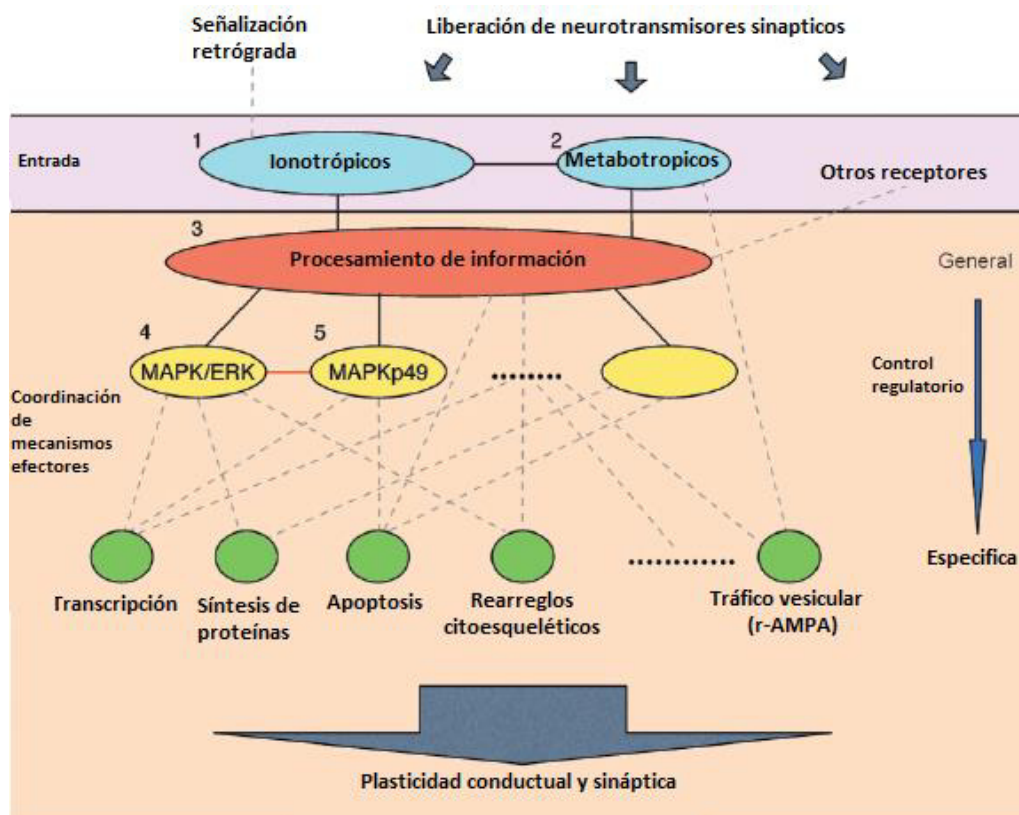 Señalización
retrógrada
Liberación de neurotransmisores sinapticos
Entrada
1
Ionotrópicos
2
Metabotropicos
Otros receptores
3
Procesamiento de información
General
4
MAPK/ERK
5
MAPKp49
Control
regulatorio
Coordinación
de
mecanismos
efectores
Especifica
Transcripción
Síntesis de
proteínas
Apoptosis
Rearreglos
citoesqueléticos
Tráfico vesicular
(r-AMPA)
Plasticidad conductual y sináptica